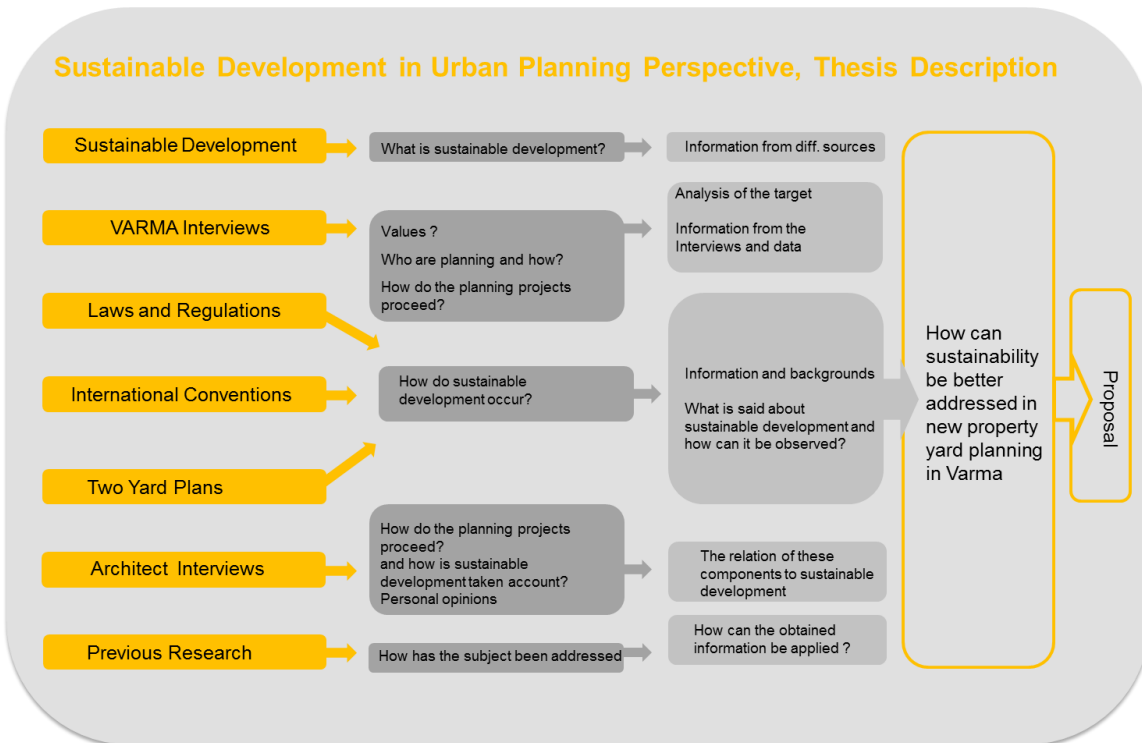 Sustainable Development in Urban Planning Perspective, Thesis Description
Sustainable Development
What is sustainable development?
Information from diff. sources
VARMA Interviews
Values ?
Who are planning and how?
How do the planning projects
proceed?
Analysis of the target
Information from the
Interviews and data
Laws and Regulations
International Conventions
Two Yard Plans
How do sustainable
development occur?
Information and backgrounds
What is said about
sustainable development and
how can it be observed?
Architect Interviews
How do the planning projects
proceed?
and how is sustainable
development taken account?
Personal opinions
The relation of these
components to sustainable
development
Previous Research
How has the subject been addressed
How can the obtained
information be applied ?
How can
sustainability
be better
addressed in
new property
yard planning
in Varma
Proposal